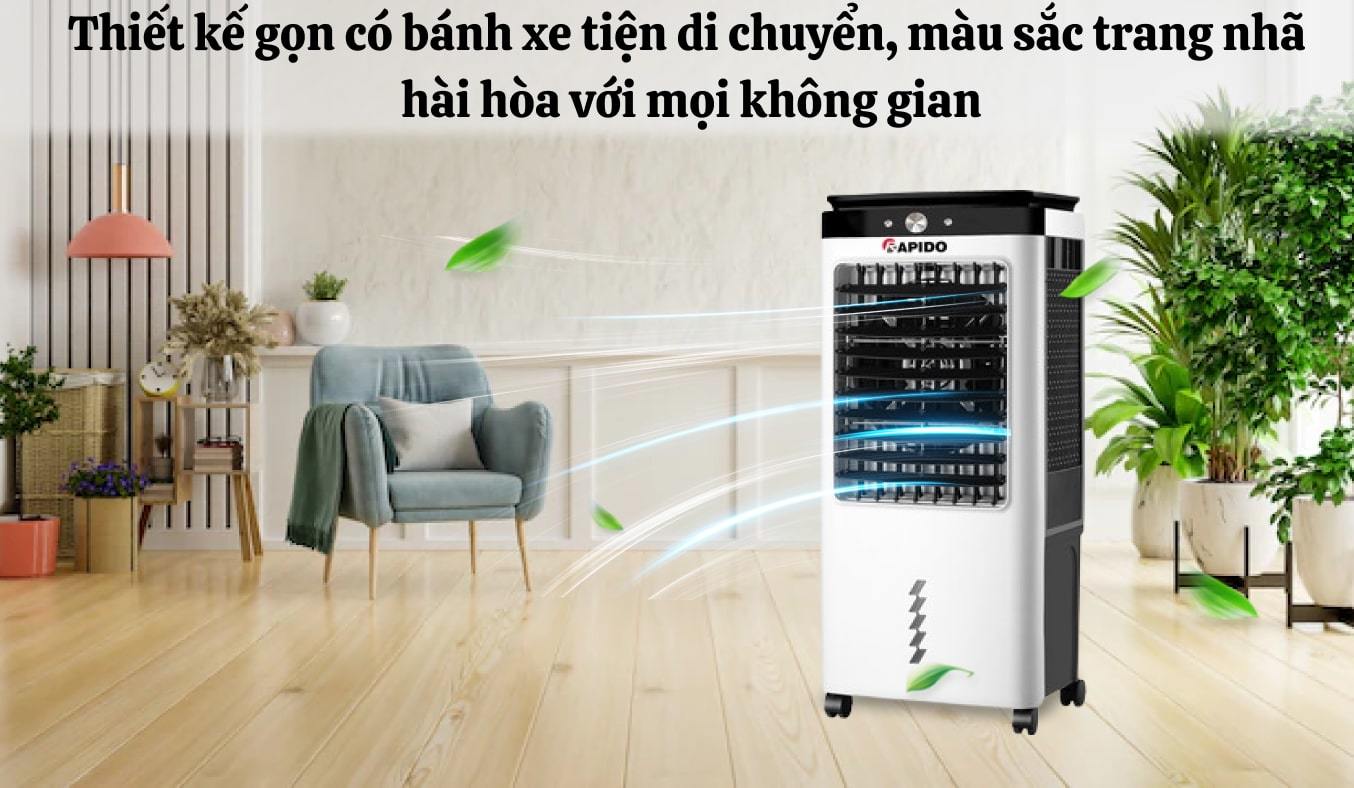 Thiết kế gọn có bánh xe tiện di chuyển, màu sắc trang nhã
hài hòa với mọi không gian
RAPIDO